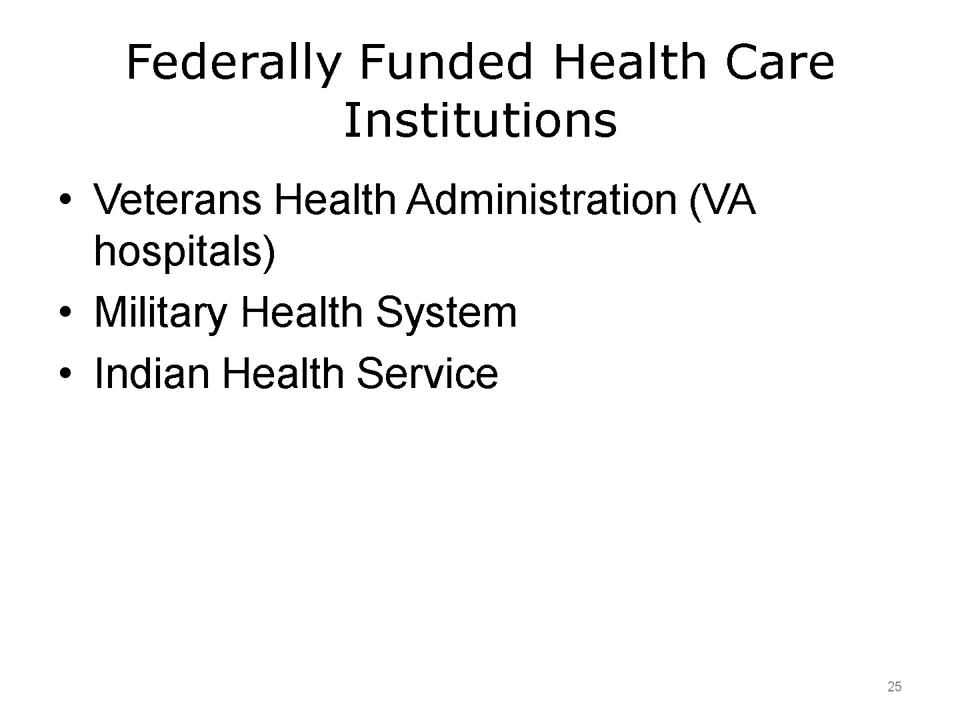 Federally Funded Health Care
Institutions
• Veterans Health Administration (VA
hospitals)
• Military Health System
• Indian Health Service
25